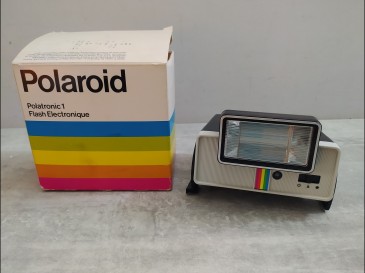 Polaroid
Polatronic 1
Flash Electronique